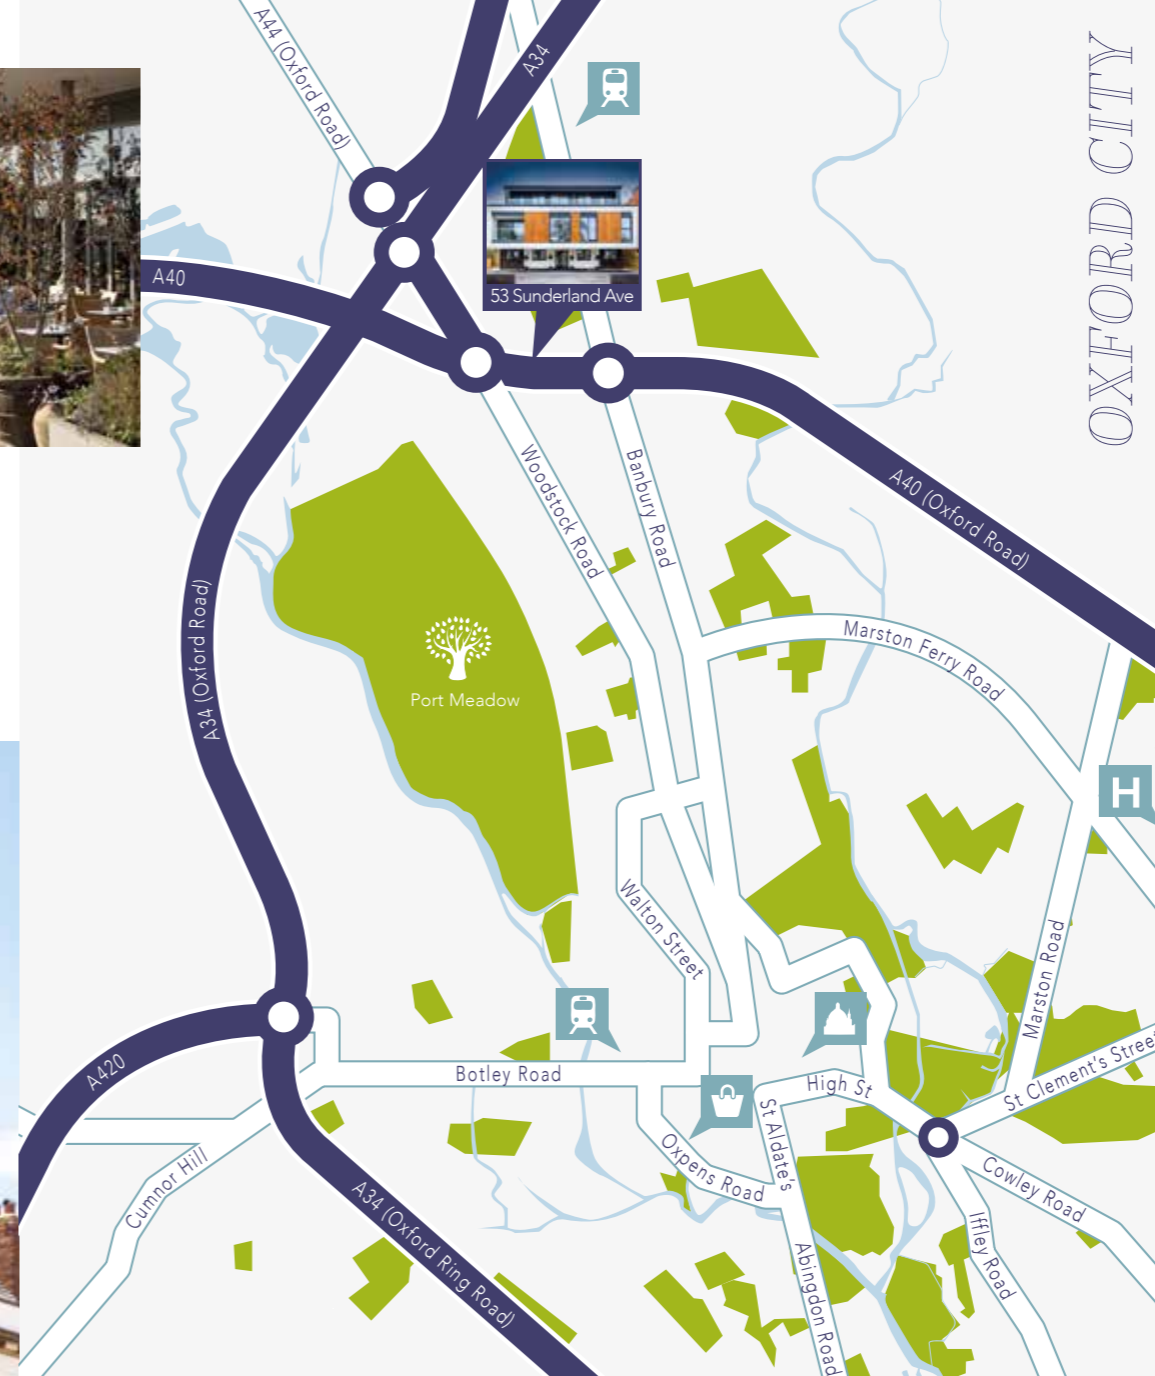 A44 (Oxford Road)
A34
OXFORD CITY
A40
53 Sunderland Ave
Woodstock Road
Banbury Road
A40 (Oxford Road)
A34 (Oxford Road)
Marston Ferry Road
Port Meadow
H
Walton Street
Marston Road
A420
Botley Road
High St
St Clement's Street
St Aldate's
Oxpens Road
Cumnor Hill
Cowley Road
A34 (Oxford Ring Road)
Iffley Road
Abingdon Road